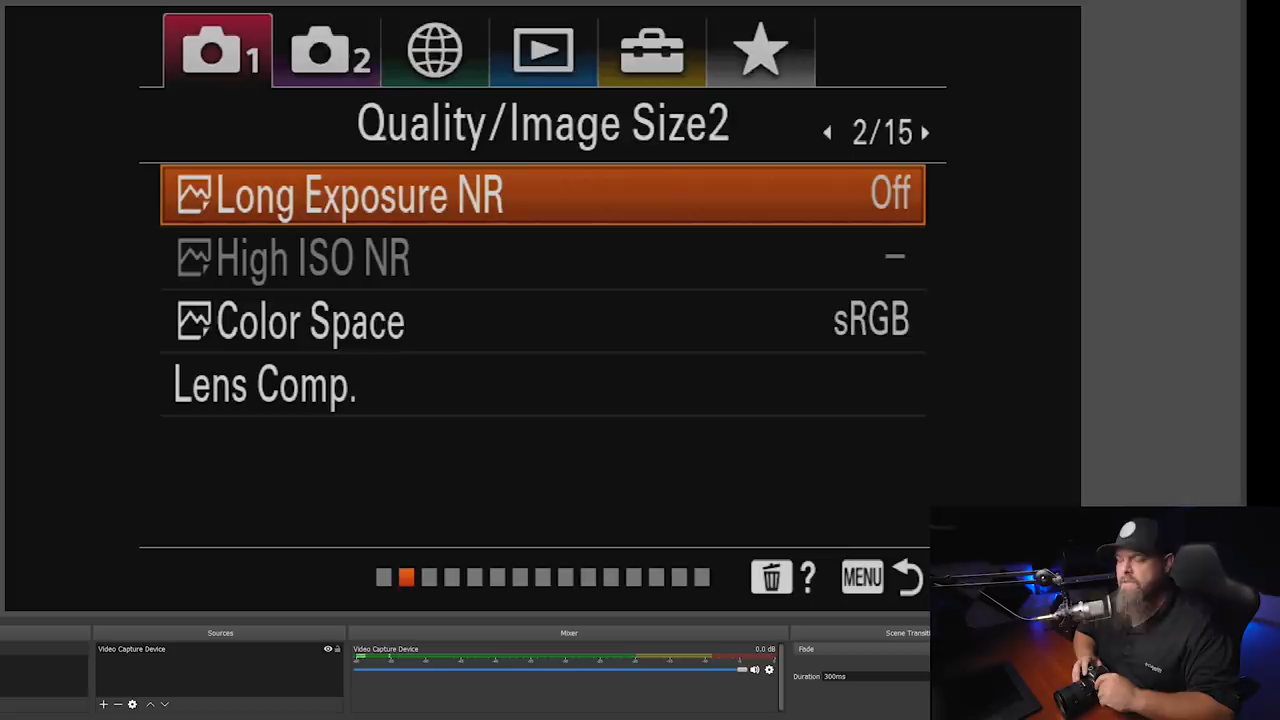 1 2
Quality/Image Size2 2/15
Long Exposure NR Off
High ISO NR –
Color Space sRGB
Lens Comp.
? MENU
Sources Mixer Scene Transiti
Video Capture Device
Video Capture Device 0.0 dB
Fade
Duration 300ms